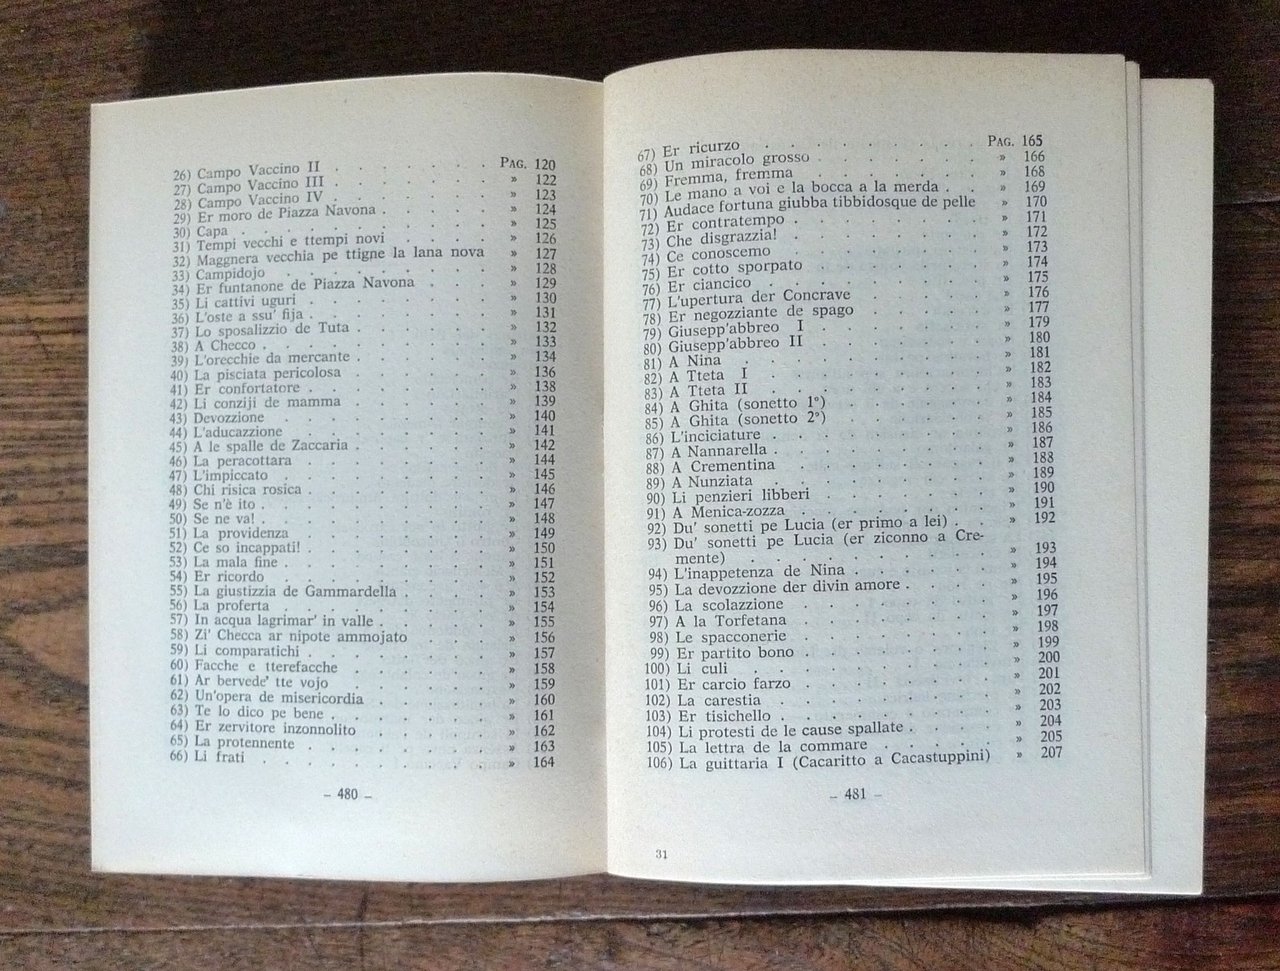 26) Campo Vaccino II . . . . . . . PAG. 120
27) Campo Vaccino III . . . . . . . » 122
28) Campo Vaccino IV . . . . . . . » 123
29) Er moro de Piazza Navona . . . . . » 124
30) Capa . . . . . . . . . . » 125
31) Tempi vecchi e ttempi novi . . . . » 126
32) Maggnera vecchia pe ttigne la lana nova » 127
33) Campidojo . . . . . . . . . » 128
34) Er funtanone de Piazza Navona . . . » 129
35) Li cattivi uguri . . . . . . . . » 130
36) L'oste a ssu' fija . . . . . . . . » 131
37) Lo sposalizzio de Tuta . . . . . . » 132
38) A Checco . . . . . . . . . » 133
39) L'orecchie da mercante . . . . . . » 134
40) La pisciata pericolosa . . . . . . » 136
41) Er confortatore . . . . . . . . » 138
42) Li conziji de mamma . . . . . . » 139
43) Devozzione . . . . . . . . . » 140
44) L'aducazzione . . . . . . . . » 141
45) A le spalle de Zaccaria . . . . . . » 142
46) La peracottara . . . . . . . . » 144
47) L'impiccato . . . . . . . . . » 145
48) Chi risica rosica . . . . . . . . » 146
49) Se n'è ito . . . . . . . . . . » 147
50) Se ne va! . . . . . . . . . . » 148
51) La providenza . . . . . . . . » 149
52) Ce so incappati! . . . . . . . . » 150
53) La mala fine . . . . . . . . . » 151
54) Er ricordo . . . . . . . . . » 152
55) La giustizzia de Gammardella . . . . » 153
56) La proferta . . . . . . . . . » 154
57) In acqua lagrimar' in valle . . . . . » 155
58) Zi' Checca ar nipote ammojato . . . » 156
59) Li comparatichi . . . . . . . . » 157
60) Facche e tterefacche . . . . . . » 158
61) Ar bervede' tte vojo . . . . . . » 159
62) Un'opera de misericordia . . . . . » 160
63) Te lo dico pe bene . . . . . . . » 161
64) Er zervitore inzonnolito . . . . . » 162
65) La protennente . . . . . . . . » 163
66) Li frati . . . . . . . . . . » 164
– 480 –
67) Er ricurzo . . . . . . . . . PAG. 165
68) Un miracolo grosso . . . . . . . » 166
69) Fremma, fremma . . . . . . . » 168
70) Le mano a voi e la bocca a la merda . . » 169
71) Audace fortuna giubba tibbidosque de pelle » 170
72) Er contratempo . . . . . . . . » 171
73) Che disgrazzia! . . . . . . . . » 172
74) Ce conoscemo . . . . . . . . » 173
75) Er cotto sporpato . . . . . . . » 174
76) Er ciancico . . . . . . . . . » 175
77) L'upertura der Concrave . . . . . » 176
78) Er negozziante de spago . . . . . » 177
79) Giusepp'abbreo I . . . . . . . » 179
80) Giusepp'abbreo II . . . . . . . » 180
81) A Nina . . . . . . . . . . » 181
82) A Tteta I . . . . . . . . . » 182
83) A Tteta II . . . . . . . . . » 183
84) A Ghita (sonetto 1°) . . . . . . » 184
85) A Ghita (sonetto 2°) . . . . . . » 185
86) L'inciciature . . . . . . . . » 186
87) A Nannarella . . . . . . . . . » 187
88) A Crementina . . . . . . . . » 188
89) A Nunziata . . . . . . . . . » 189
90) Li penzieri libberi . . . . . . . » 190
91) A Menica-zozza . . . . . . . . » 191
92) Du' sonetti pe Lucia (er primo a lei) . . » 192
93) Du' sonetti pe Lucia (er ziconno a Cre-
mente) . . . . . . . . . » 193
94) L'inappetenza de Nina . . . . . . » 194
95) La devozzione der divin amore . . . . » 195
96) La scolazzione . . . . . . . . » 196
97) A la Torfetana . . . . . . . . » 197
98) Le spacconerie . . . . . . . . » 198
99) Er partito bono . . . . . . . . » 199
100) Li culi . . . . . . . . . . » 200
101) Er carcio farzo . . . . . . . . » 201
102) La carestia . . . . . . . . . » 202
103) Er tisichello . . . . . . . . . » 203
104) Li protesti de le cause spallate . . . . » 204
105) La lettra de la commare . . . . . » 205
106) La guittaria I (Cacaritto a Cacastuppini) » 207
– 481 –
31